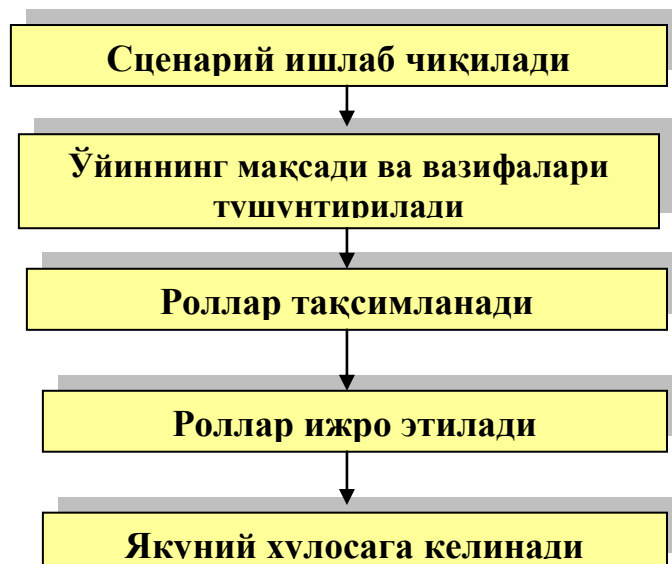 Сценарий ишлаб чиқилади
Ўйиннинг мақсади ва вазифалари
тушунтирилади
Роллар тақсимланади
Роллар ижро этилади
Якуний хулосага келинади